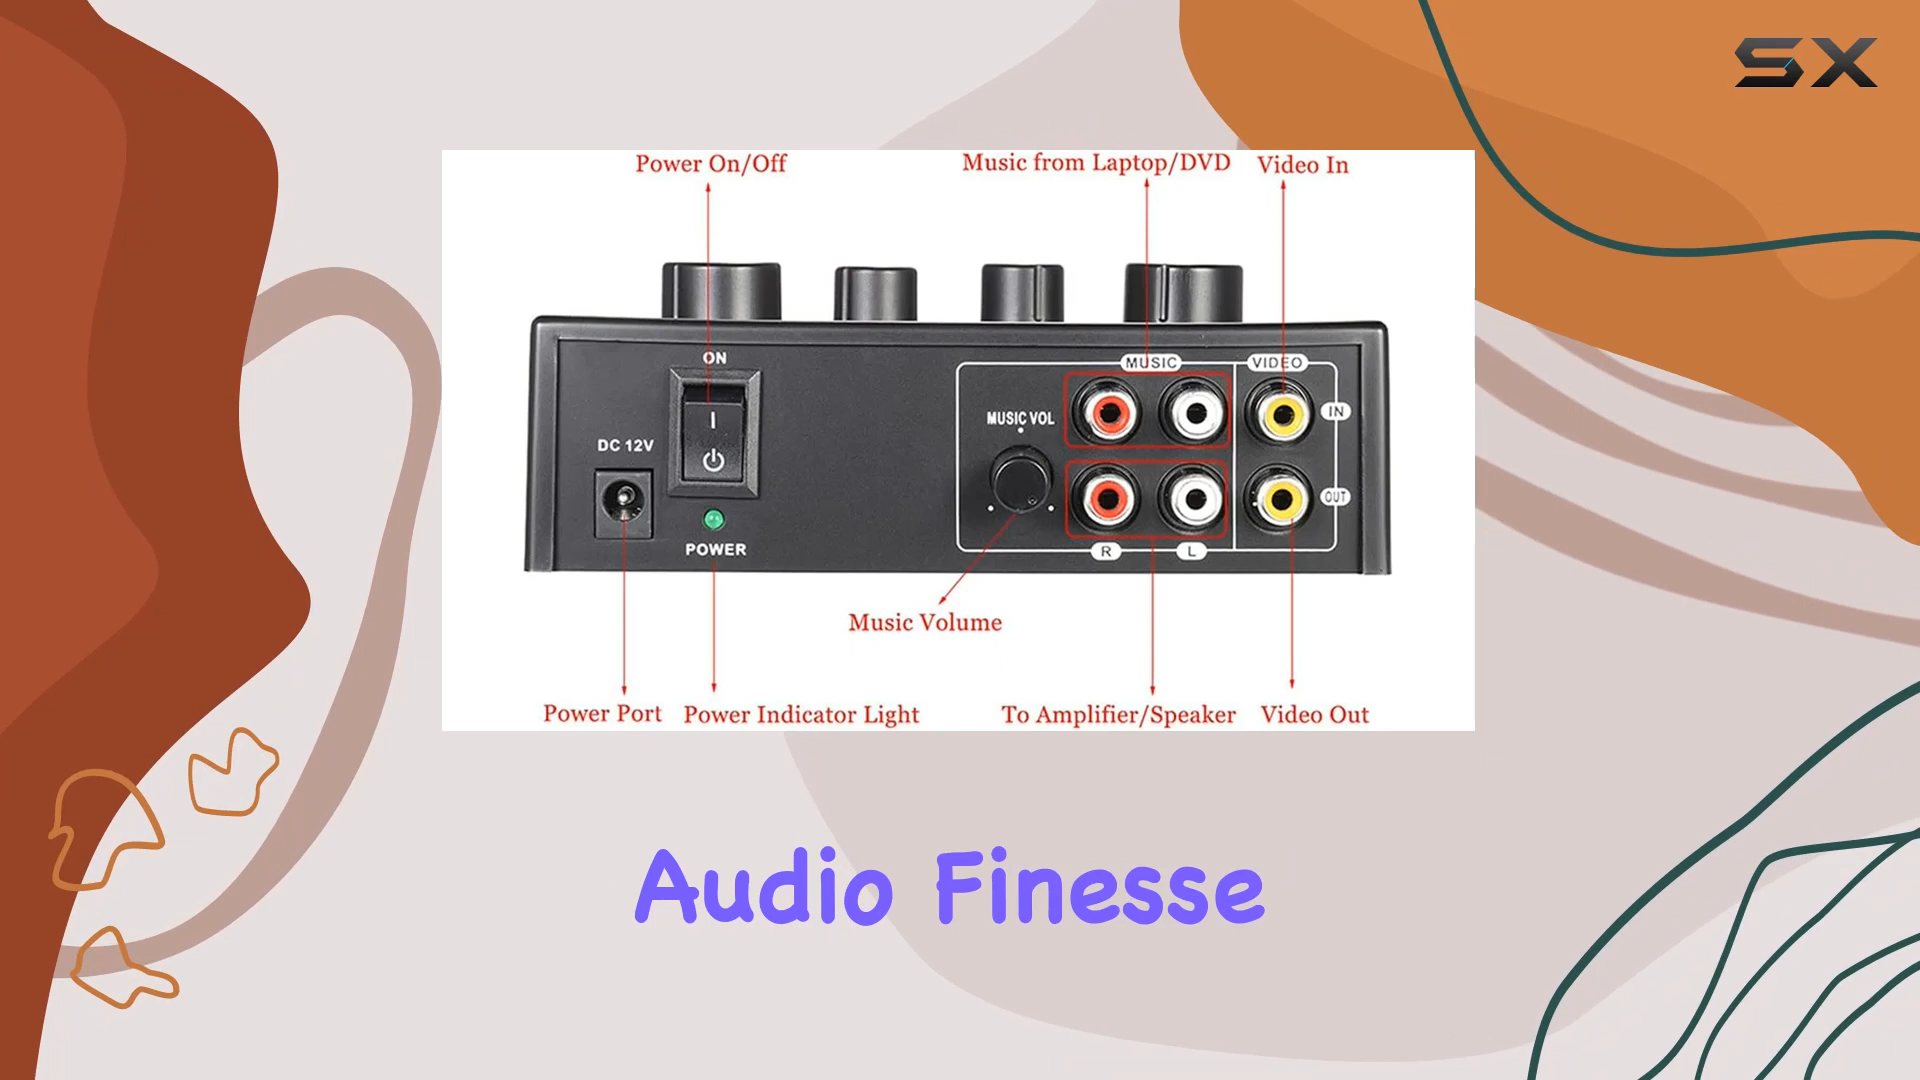 SX
Power On/Off
Music from Laptop/DVD
Video In
ON
MUSIC
VIDEO
IN
MUSIC VOL
DC 12V
OUT
POWER
R
L
Music Volume
Power Port
Power Indicator Light
To Amplifier/Speaker
Video Out
Audio Finesse